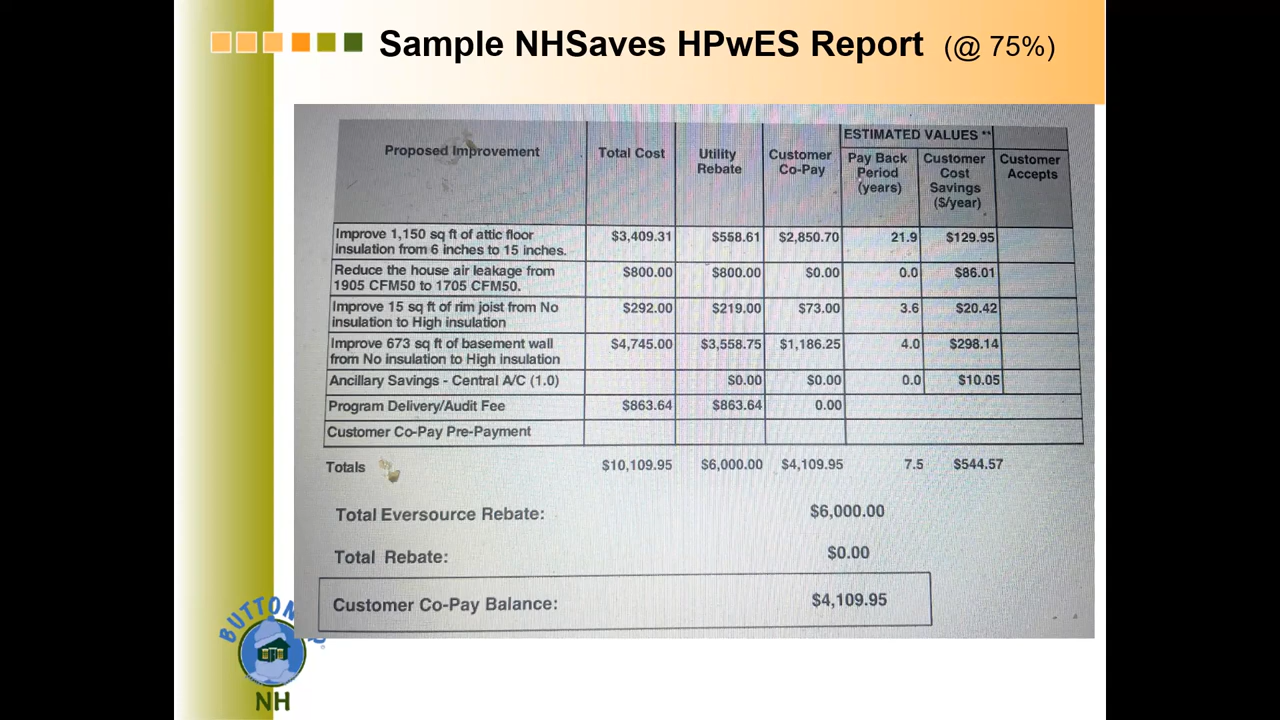 Sample NHSaves HPwES Report (@ 75%)
ESTIMATED VALUES **
Proposed Improvement
Total Cost
Utility
Rebate
Customer
Co-Pay
Pay Back
Period
(years)
Customer
Cost
Savings
($/year)
Customer
Accepts
Improve 1,150 sq ft of attic floor
insulation from 6 inches to 15 inches.
$3,409.31 $558.61 $2,850.70 21.9 $129.95
Reduce the house air leakage from
1905 CFM50 to 1705 CFM50.
$800.00 $800.00 $0.00 0.0 $86.01
Improve 15 sq ft of rim joist from No
insulation to High insulation
$292.00 $219.00 $73.00 3.6 $20.42
Improve 673 sq ft of basement wall
from No insulation to High insulation
$4,745.00 $3,558.75 $1,186.25 4.0 $298.14
Ancillary Savings - Central A/C (1.0) $0.00 $0.00 0.0 $10.05
Program Delivery/Audit Fee $863.64 $863.64 0.00
Customer Co-Pay Pre-Payment
Totals $10,109.95 $6,000.00 $4,109.95 7.5 $544.57
Total Eversource Rebate: $6,000.00
Total Rebate: $0.00
Customer Co-Pay Balance: $4,109.95
BUTTON
NH